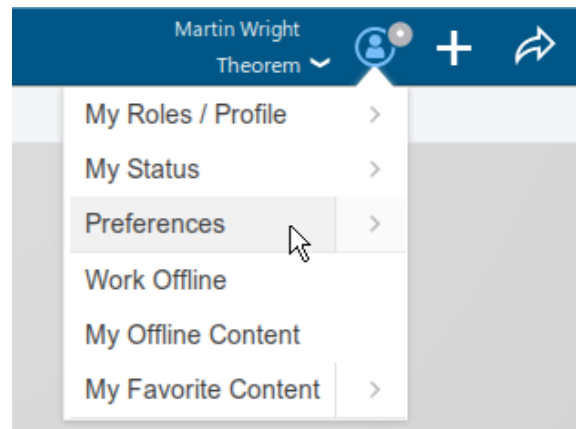 Martin Wright
Theorem
My Roles / Profile
My Status
Preferences
Work Offline
My Offline Content
My Favorite Content